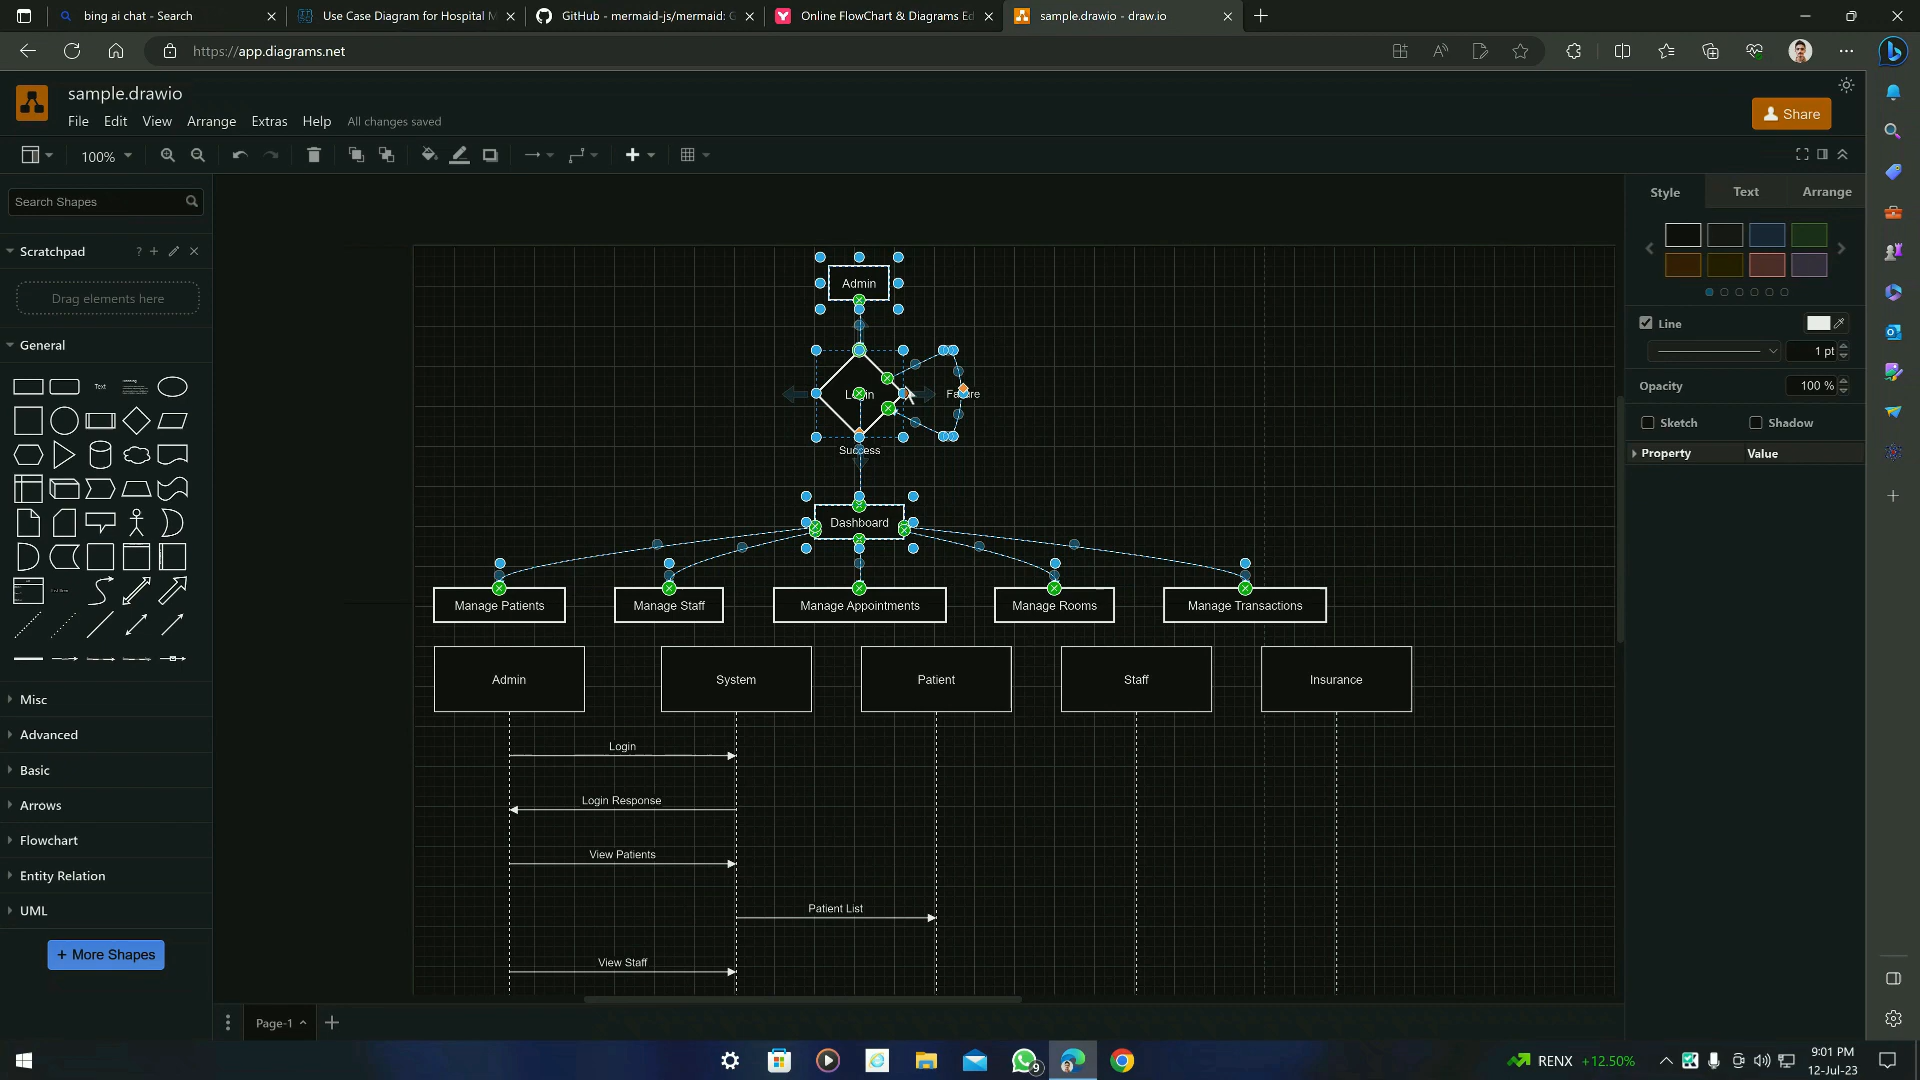 bing ai chat - Search
Use Case Diagram for Hospital M
GitHub - mermaid-js/mermaid: G
Online FlowChart & Diagrams Ed
sample.drawio - draw.io
https://app.diagrams.net
sample.drawio
File Edit View Arrange Extras Help All changes saved
Share
100%
Search Shapes
Style Text Arrange
Scratchpad
?
Drag elements here
General
Text
Line
1 pt
Opacity
100 %
Sketch Shadow
Property Value
Admin
Login
Failure
Success
Dashboard
Manage Patients
Manage Staff
Manage Appointments
Manage Rooms
Manage Transactions
Admin
System
Patient
Staff
Insurance
Login
Login Response
View Patients
Patient List
View Staff
Misc
Advanced
Basic
Arrows
Flowchart
Entity Relation
UML
+ More Shapes
Page-1
9
RENX +12.50%
9:01 PM
12-Jul-23